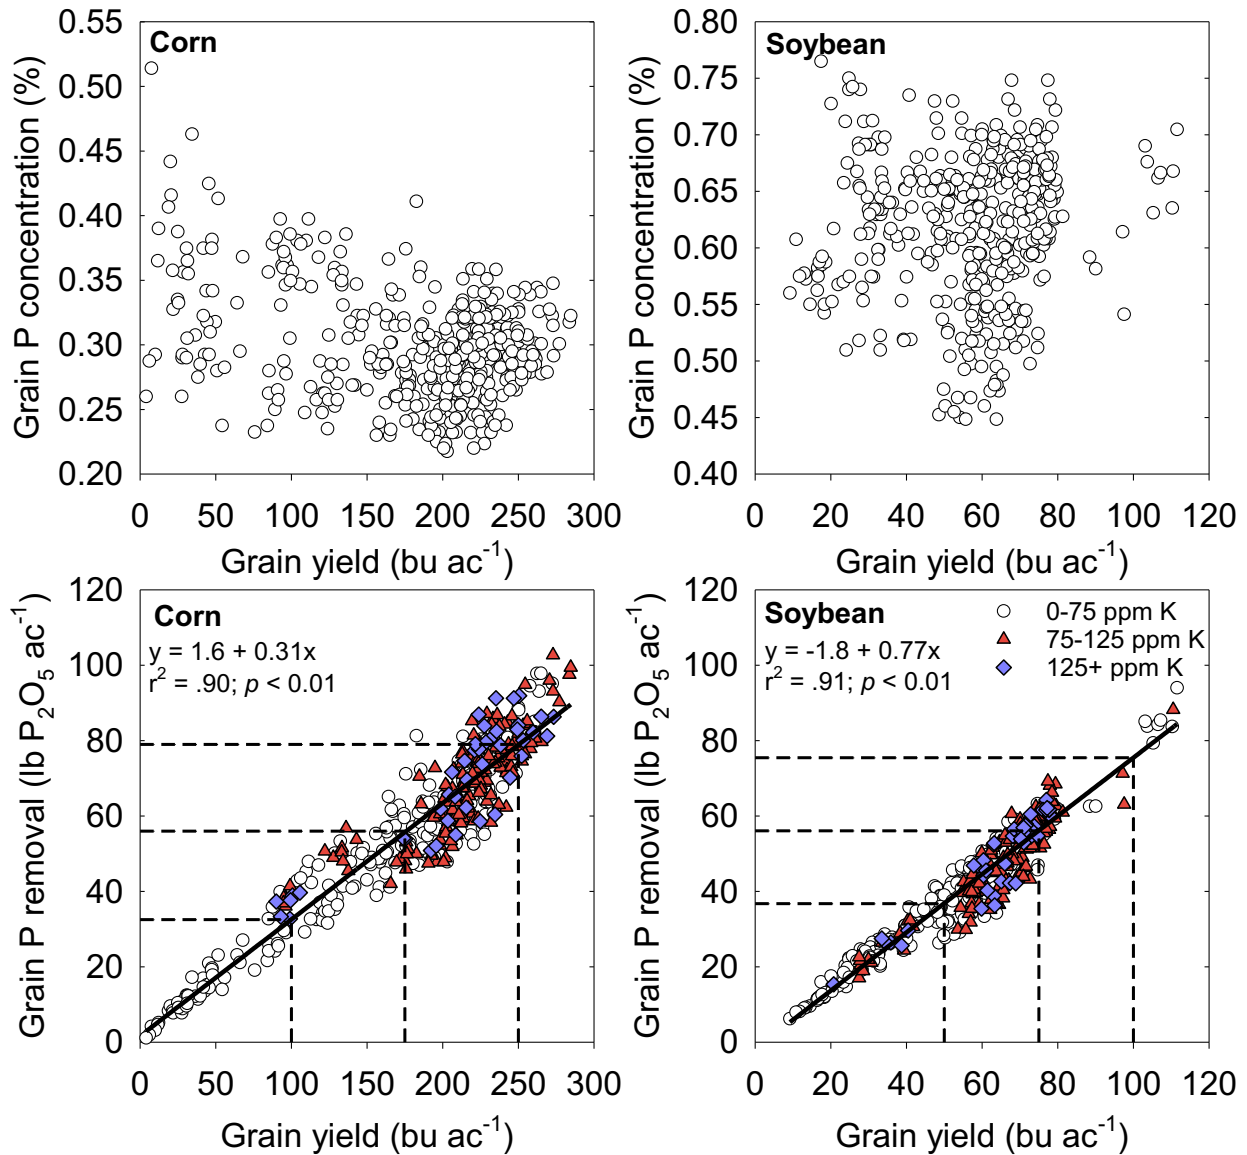 Corn
Grain P concentration (%)
0.55
0.50
0.45
0.40
0.35
0.30
0.25
0.20
0 50 100 150 200 250 300
Grain yield (bu ac⁻¹)
Soybean
Grain P concentration (%)
0.80
0.75
0.70
0.65
0.60
0.55
0.50
0.45
0.40
0 20 40 60 80 100 120
Grain yield (bu ac⁻¹)
Corn
y = 1.6 + 0.31x
r² = .90; p < 0.01
Grain P removal (lb P₂O₅ ac⁻¹)
120
100
80
60
40
20
0
0 50 100 150 200 250 300
Grain yield (bu ac⁻¹)
Soybean
y = -1.8 + 0.77x
r² = .91; p < 0.01
0-75 ppm K
75-125 ppm K
125+ ppm K
Grain P removal (lb P₂O₅ ac⁻¹)
120
100
80
60
40
20
0
0 20 40 60 80 100 120
Grain yield (bu ac⁻¹)